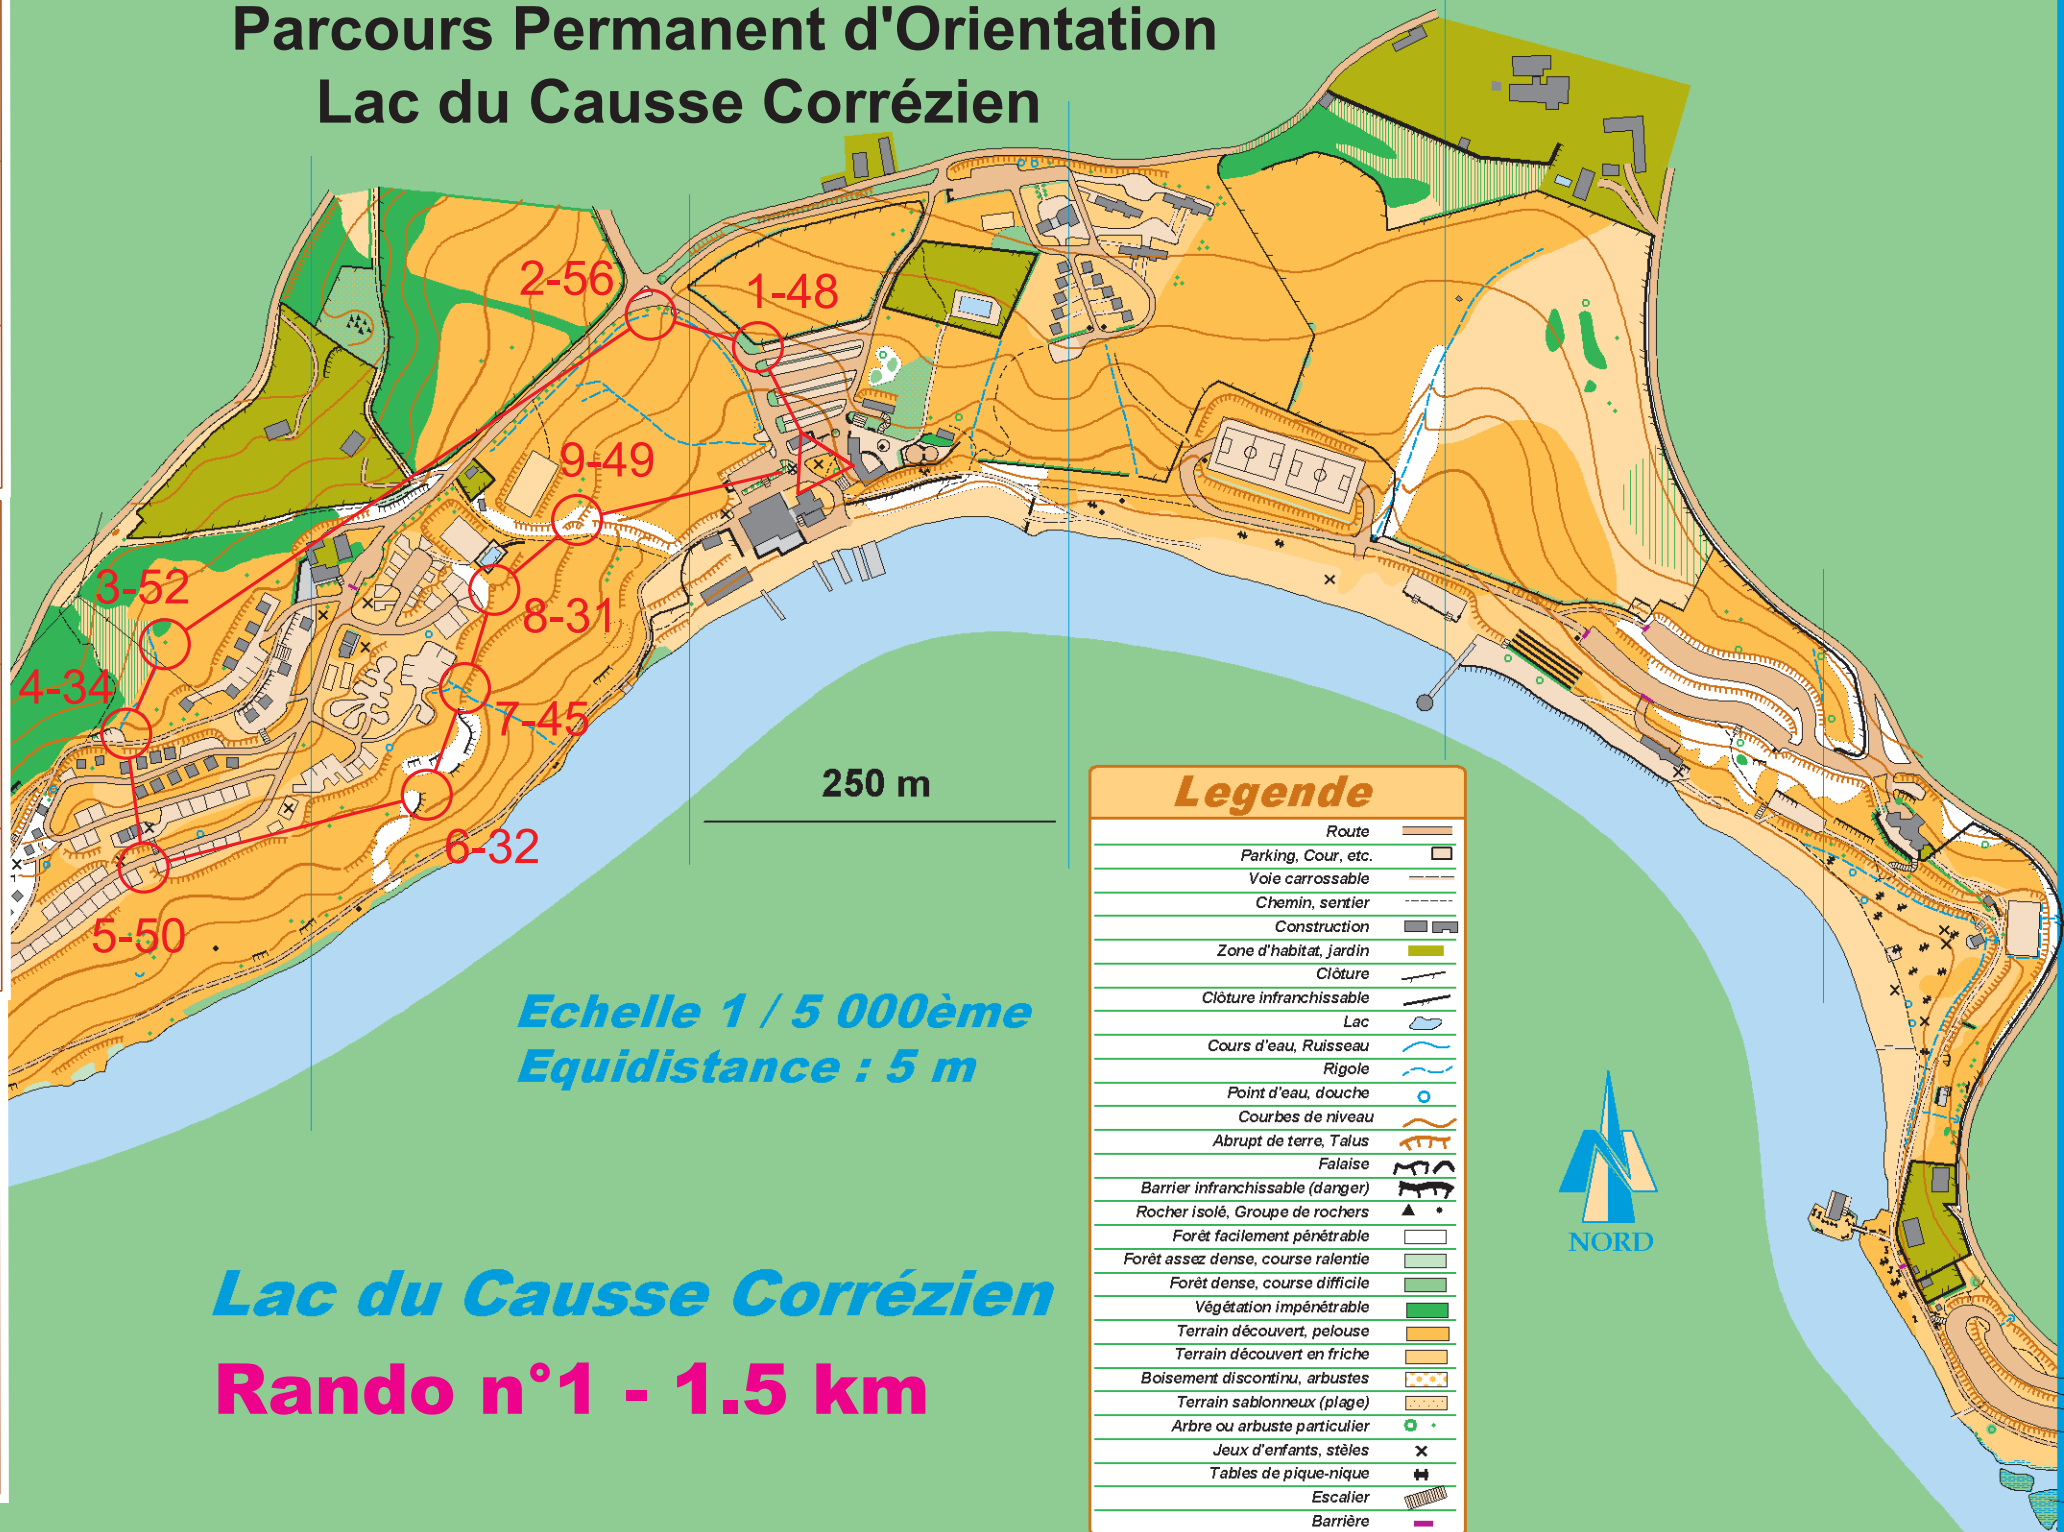 Parcours Permanent d'Orientation
Lac du Causse Corrézien
2-56
1-48
9-49
3-52
8-31
4-34
7-45
6-32
5-50
250 m
Echelle 1 / 5 000ème
Equidistance : 5 m
Lac du Causse Corrézien
Rando n°1 - 1.5 km
Legende
Route
Parking, Cour, etc.
Voie carrossable
Chemin, sentier
Construction
Zone d'habitat, jardin
Clôture
Clôture infranchissable
Lac
Cours d'eau, Ruisseau
Rigole
Point d'eau, douche
Courbes de niveau
Abrupt de terre, Talus
Falaise
Barrier infranchissable (danger)
Rocher isolé, Groupe de rochers
Forêt facilement pénétrable
Forêt assez dense, course ralentie
Forêt dense, course difficile
Végétation impénétrable
Terrain découvert, pelouse
Terrain découvert en friche
Boisement discontinu, arbustes
Terrain sablonneux (plage)
Arbre ou arbuste particulier
Jeux d'enfants, stèles
Tables de pique-nique
Escalier
Barrière
NORD